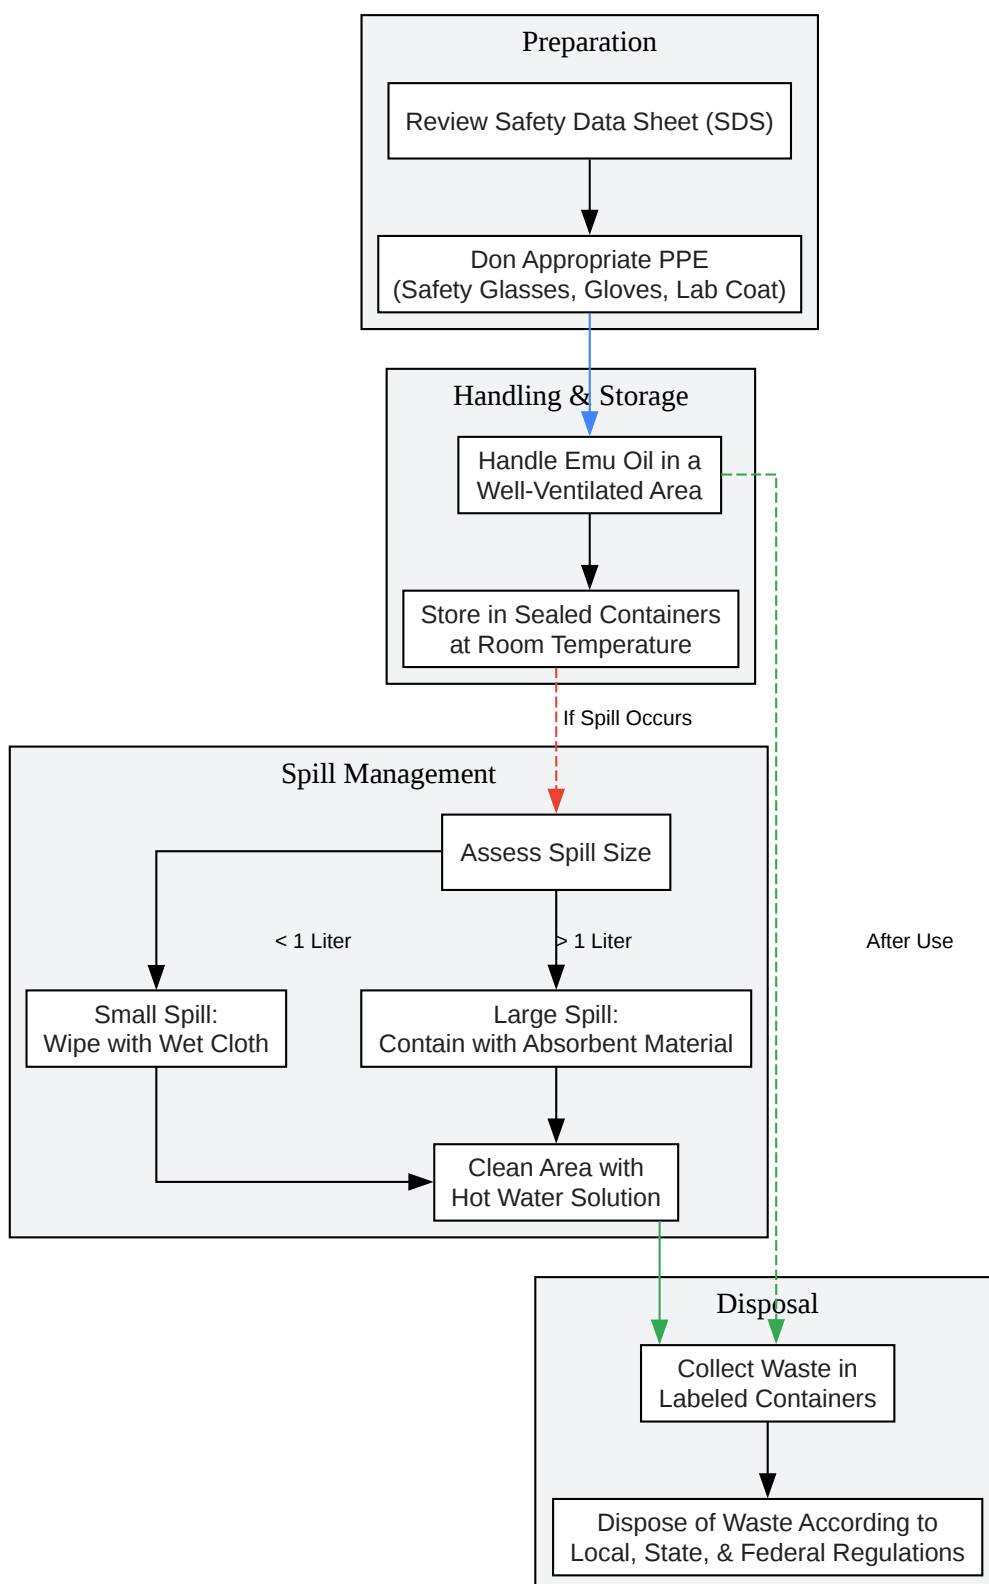 Preparation
Review Safety Data Sheet (SDS)
Don Appropriate PPE
(Safety Glasses, Gloves, Lab Coat)
Handling & Storage
Handle Emu Oil in a
Well-Ventilated Area
Store in Sealed Containers
at Room Temperature
If Spill Occurs
Spill Management
Assess Spill Size
< 1 Liter
> 1 Liter
After Use
Small Spill:
Wipe with Wet Cloth
Large Spill:
Contain with Absorbent Material
Clean Area with
Hot Water Solution
Disposal
Collect Waste in
Labeled Containers
Dispose of Waste According to
Local, State, & Federal Regulations